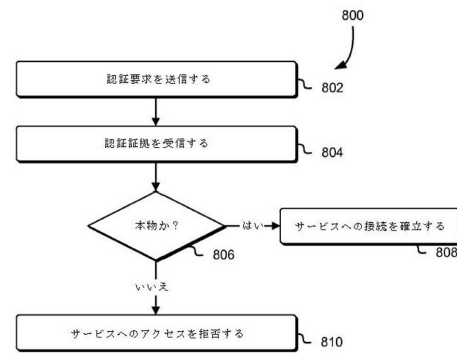 800
認証要求を送信する
802
認証証拠を受信する
804
本物か？
はい
806
サービスへの接続を確立する
808
いいえ
サービスへのアクセスを拒否する
810